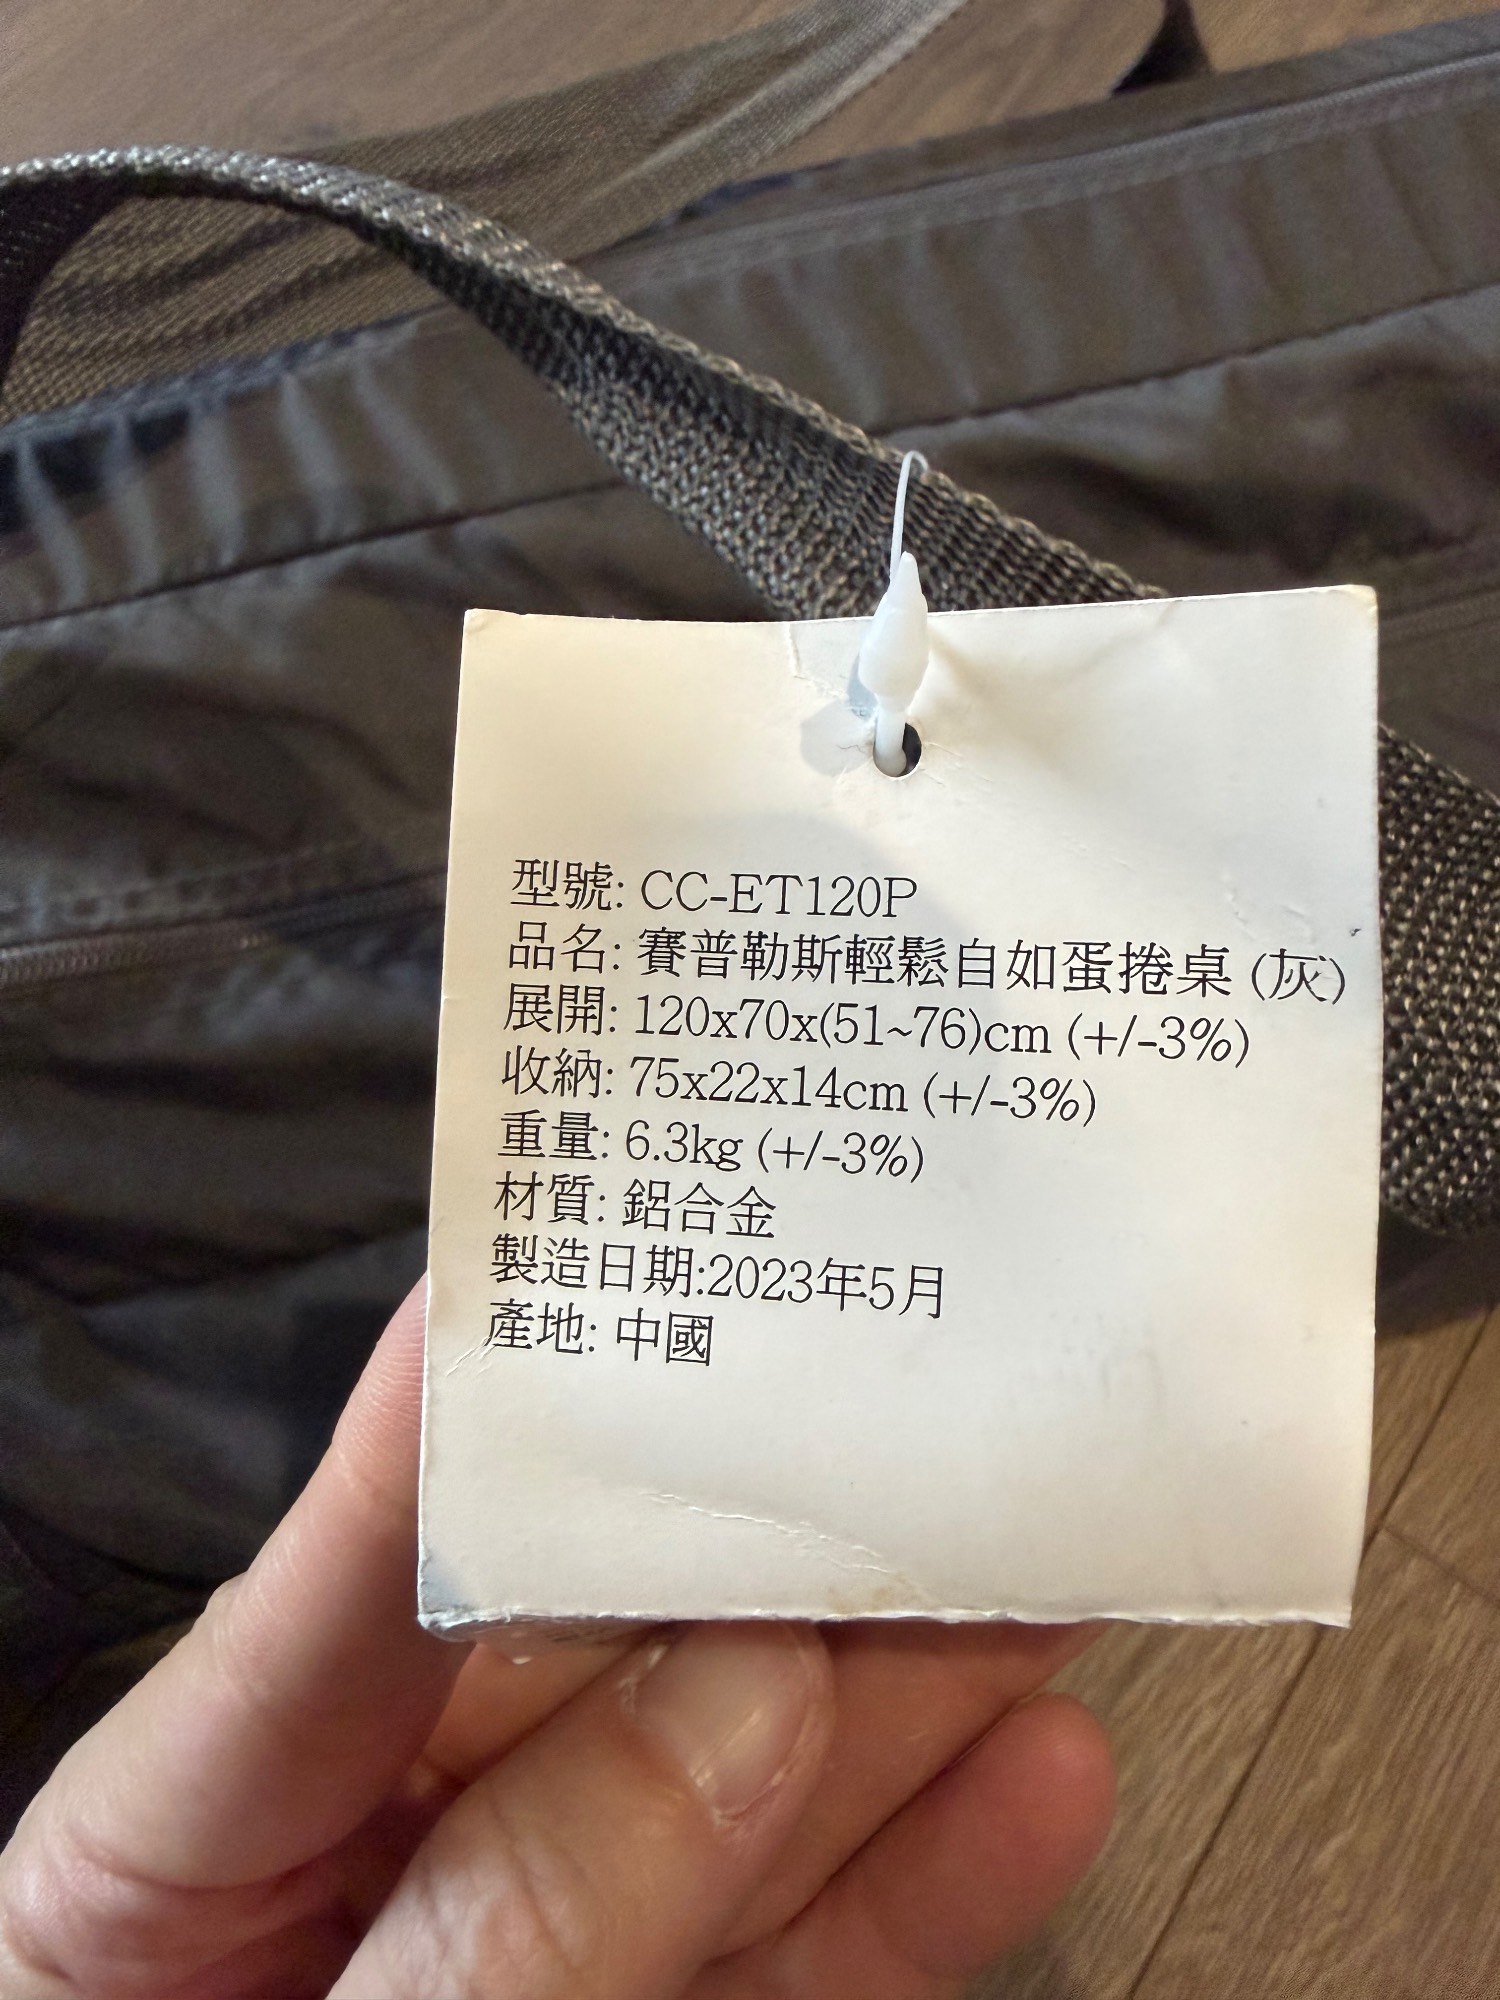 型號: CC-ET120P
品名: 賽普勒斯輕鬆自如蛋捲桌 (灰)
展開: 120x70x(51~76)cm (+/-3%)
收納: 75x22x14cm (+/-3%)
重量: 6.3kg (+/-3%)
材質: 鋁合金
製造日期:2023年5月
產地: 中國